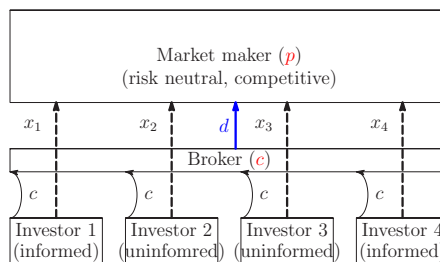 Market maker (p)
(risk neutral, competitive)
x1 x2 d x3 x4
Broker (c)
c c c c
Investor 1 Investor 2 Investor 3 Investor 4
(informed) (uninfomred) (uninformed) (informed)